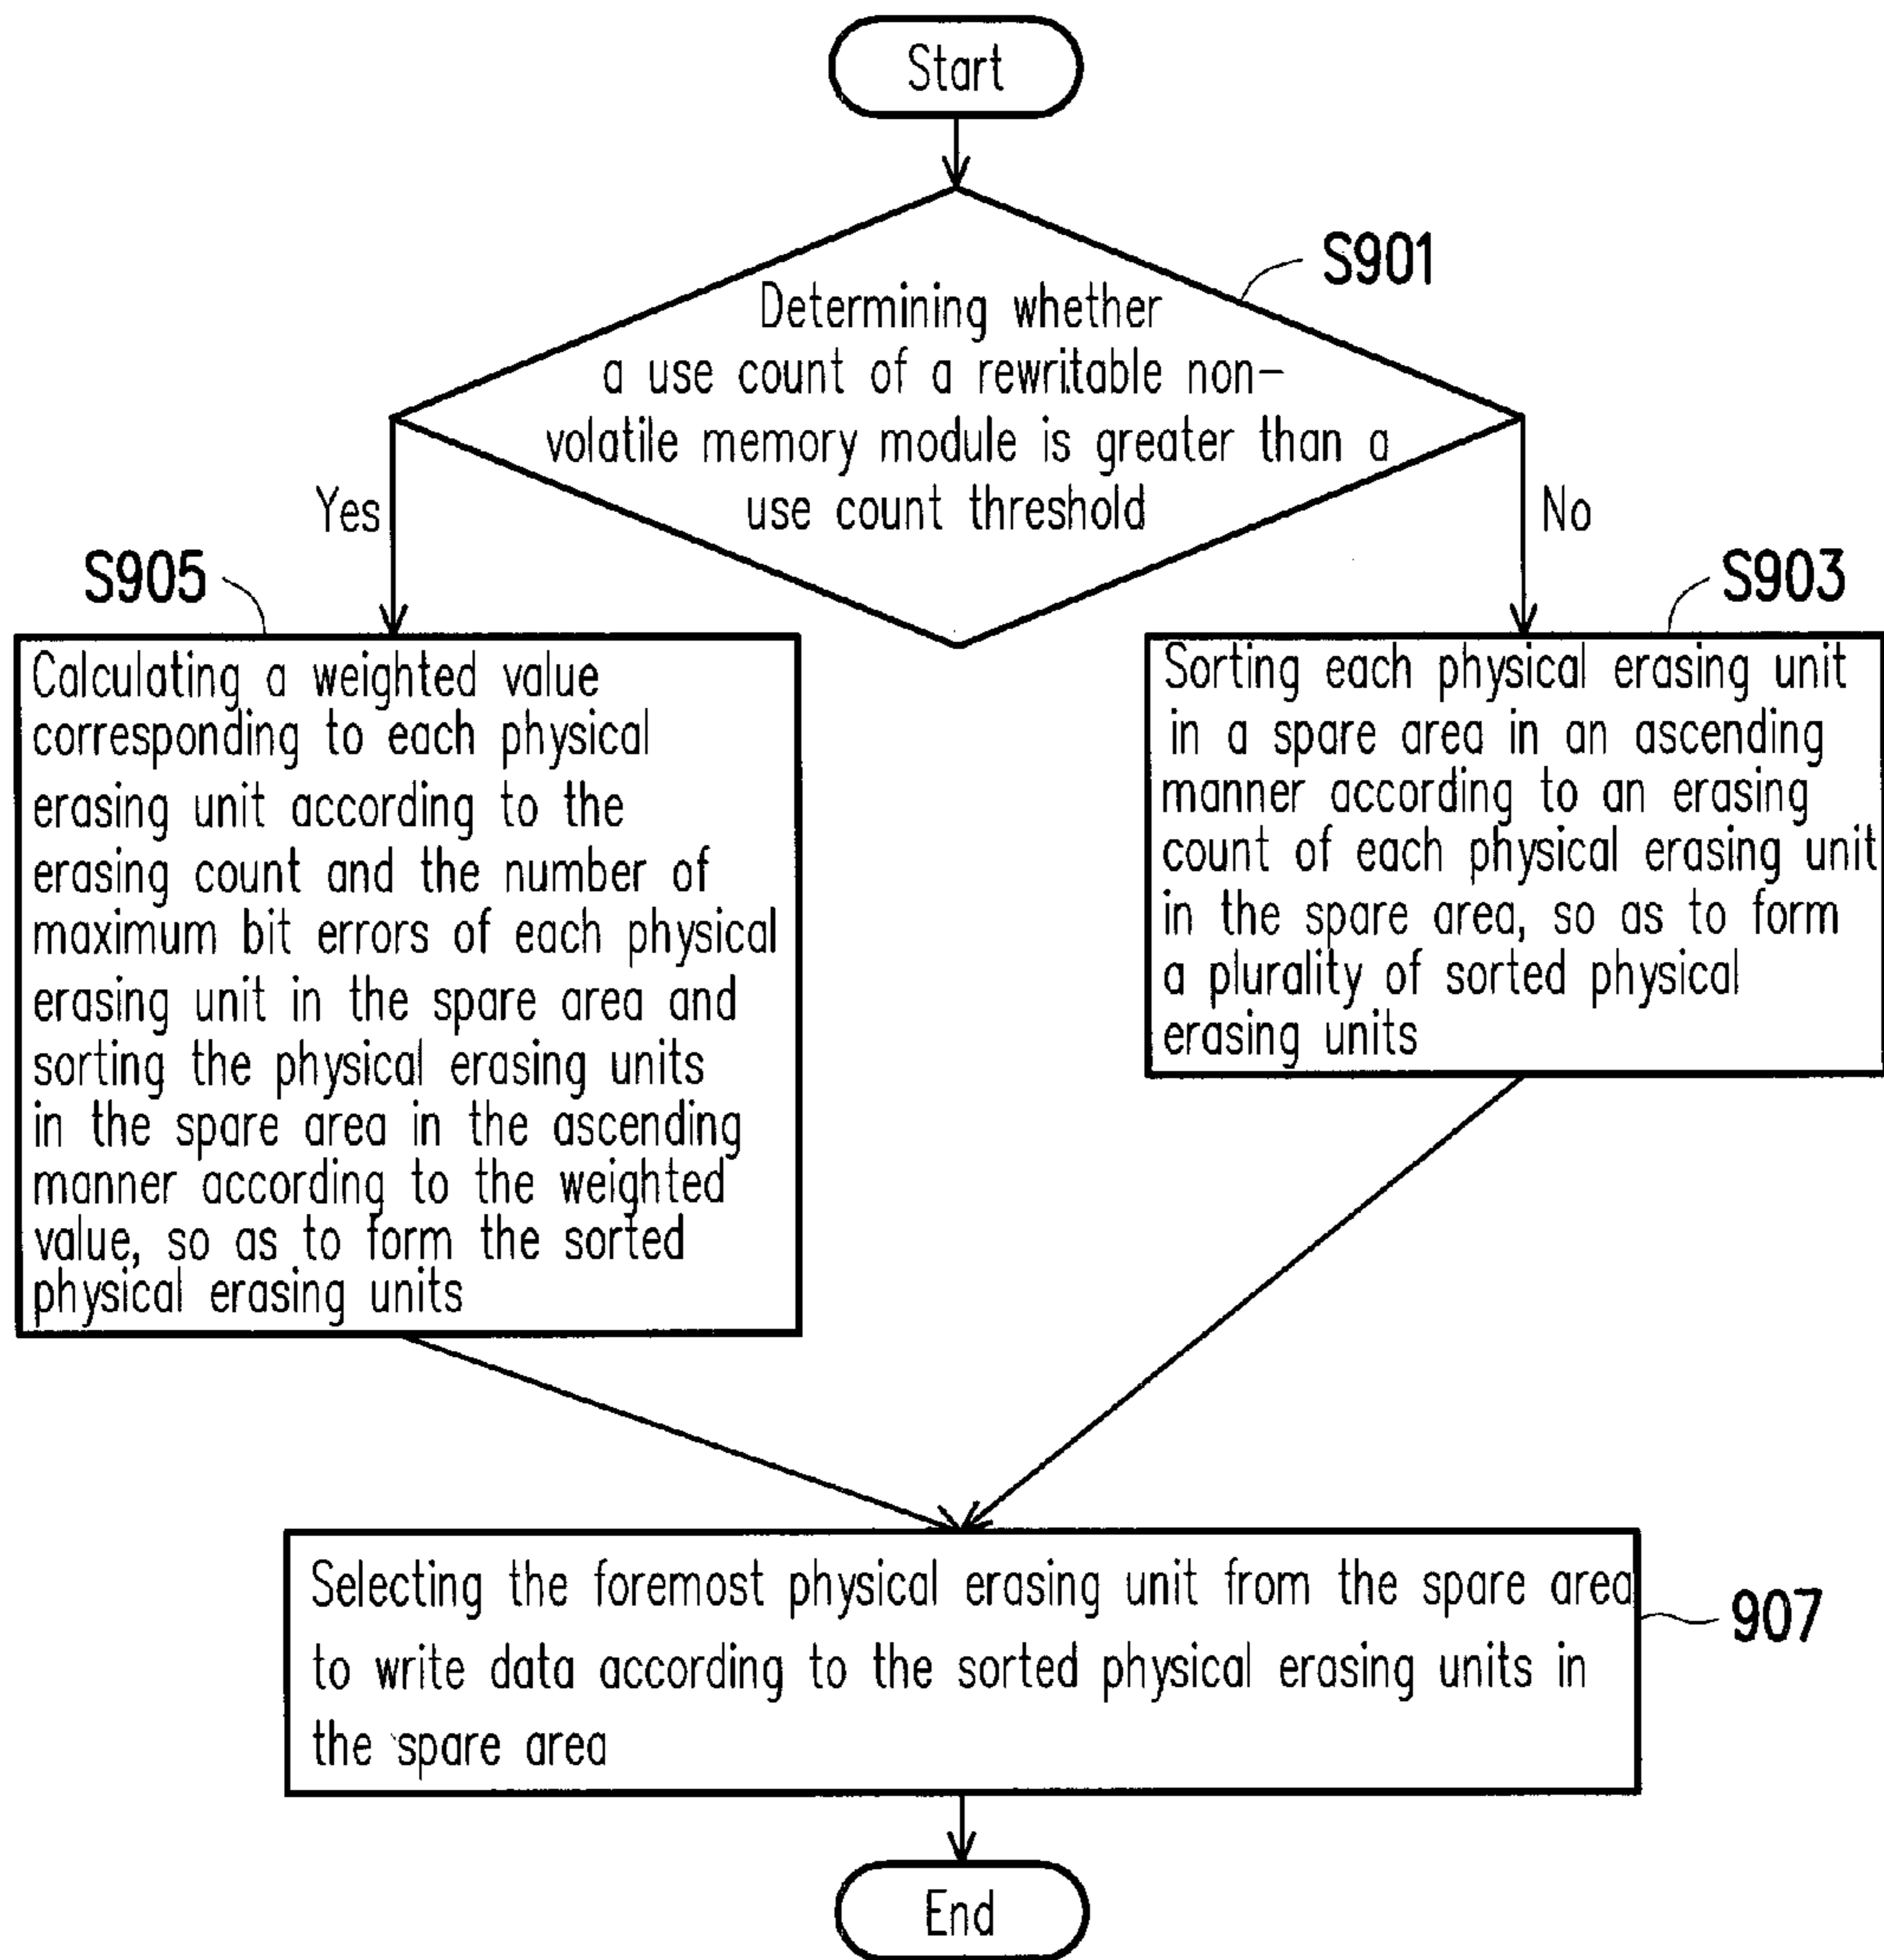 Start
S901
Determining whether
a use count of a rewritable non-
volatile memory module is greater than a
use count threshold
Yes
No
S905
Calculating a weighted value
corresponding to each physical
erasing unit according to the
erasing count and the number of
maximum bit errors of each physical
erasing unit in the spare area and
sorting the physical erasing units
in the spare area in the ascending
manner according to the weighted
value, so as to form the sorted
physical erasing units
S903
Sorting each physical erasing unit
in a spare area in an ascending
manner according to an erasing
count of each physical erasing unit
in the spare area, so as to form
a plurality of sorted physical
erasing units
Selecting the foremost physical erasing unit from the spare area
to write data according to the sorted physical erasing units in
the spare area
907
End